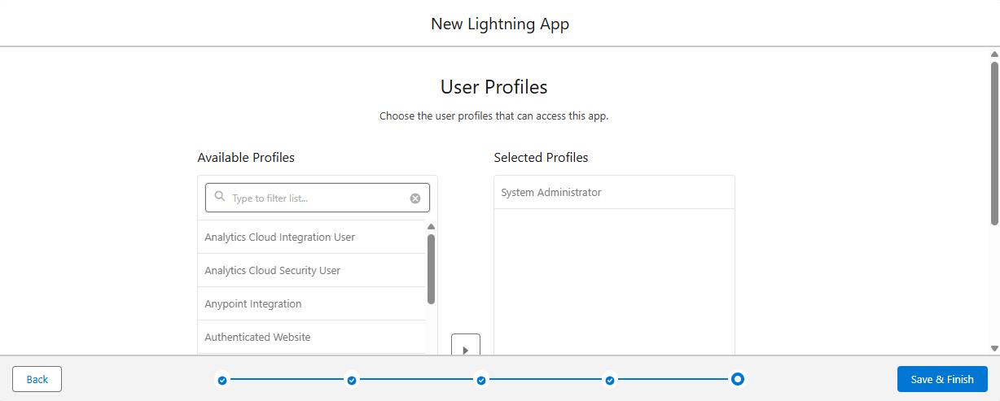 New Lightning App
User Profiles
Choose the user profiles that can access this app.
Available Profiles
Type to filter list...
Analytics Cloud Integration User
Analytics Cloud Security User
Anypoint Integration
Authenticated Website
Selected Profiles
System Administrator
Back
Save & Finish